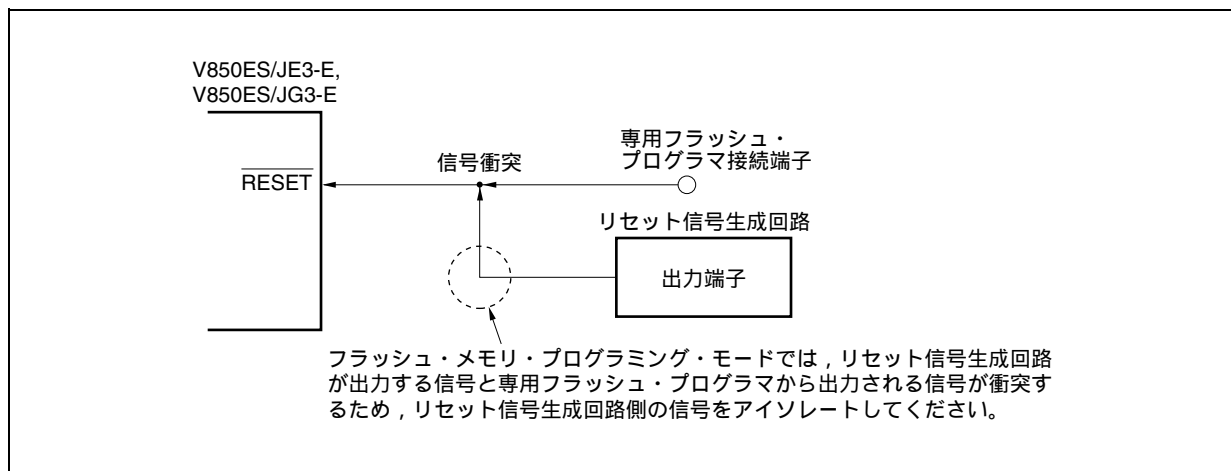 V850ES/JE3-E,
V850ES/JG3-E
RESET
信号衝突
専用フラッシュ・
プログラマ接続端子
リセット信号生成回路
出力端子
フラッシュ・メモリ・プログラミング・モードでは，リセット信号生成回路
が出力する信号と専用フラッシュ・プログラマから出力される信号が衝突す
るため，リセット信号生成回路側の信号をアイソレートしてください。